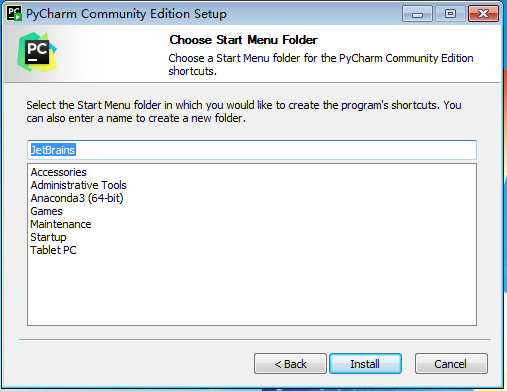 PC
PyCharm Community Edition Setup
PC
Choose Start Menu Folder
Choose a Start Menu folder for the PyCharm Community Edition
shortcuts.
Select the Start Menu folder in which you would like to create the program's shortcuts. You
can also enter a name to create a new folder.
JetBrains
Accessories
Administrative Tools
Anaconda3 (64-bit)
Games
Maintenance
Startup
Tablet PC
< Back
Install
Cancel